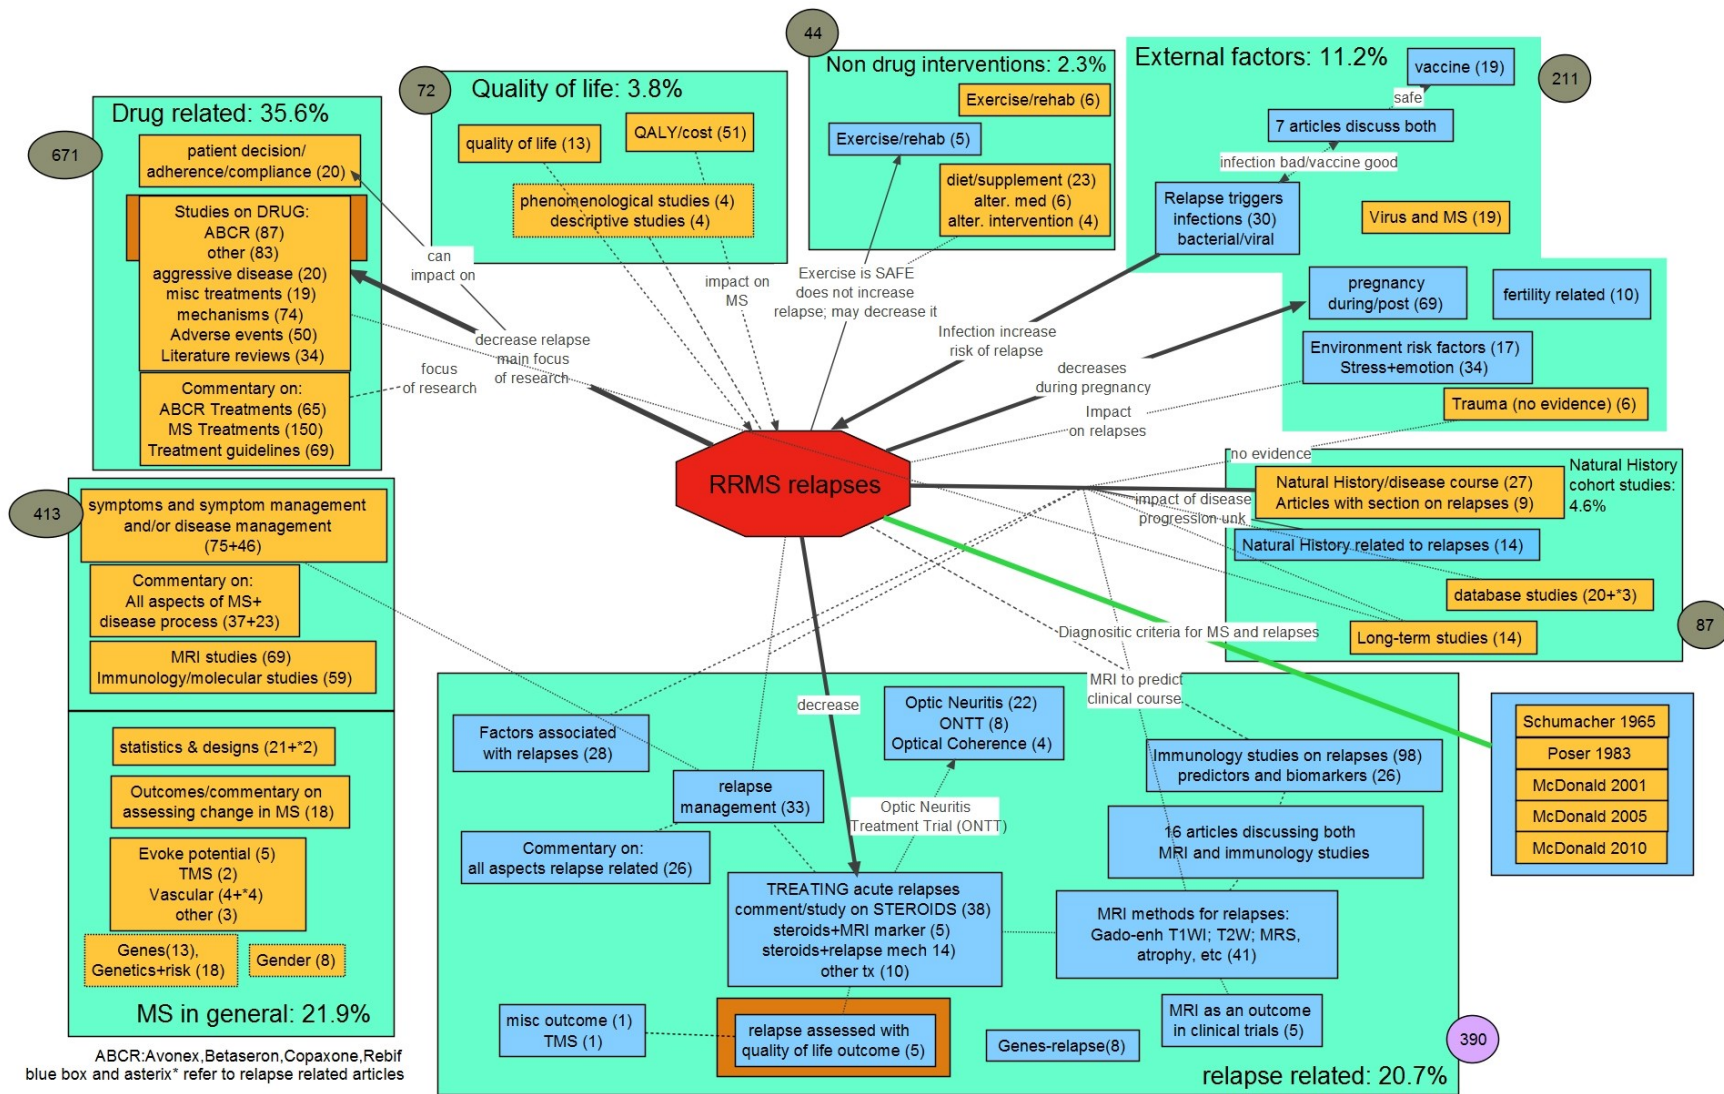 44
Non drug interventions: 2.3%
Exercise/rehab (6)
Exercise/rehab (5)
diet/supplement (23)
alter. med (6)
alter. intervention (4)
External factors: 11.2%
211
vaccine (19)
safe
7 articles discuss both
infection bad/vaccine good
Relapse triggers
infections (30)
bacterial/viral
Virus and MS (19)
pregnancy
during/post (69)
fertility related (10)
Environment risk factors (17)
Stress+emotion (34)
Trauma (no evidence) (6)
72
Quality of life: 3.8%
quality of life (13)
QALY/cost (51)
phenomenological studies (4)
descriptive studies (4)
671
Drug related: 35.6%
patient decision/
adherence/compliance (20)
Studies on DRUG:
ABCR (87)
other (83)
aggressive disease (20)
misc treatments (19)
mechanisms (74)
Adverse events (50)
Literature reviews (34)
Commentary on:
ABCR Treatments (65)
MS Treatments (150)
Treatment guidelines (69)
can
impact on
decrease relapse
main focus
of research
focus
of research
impact on
MS
Exercise is SAFE
does not increase
relapse; may decrease it
Infection increase
risk of relapse
decreases
during pregnancy
Impact
on relapses
no evidence
RRMS relapses
impact of disease
progression unk
Natural History/disease course (27)
Articles with section on relapses (9)
Natural History
cohort studies:
4.6%
Natural History related to relapses (14)
database studies (20+*3)
Long-term studies (14)
87
Diagnositic criteria for MS and relapses
Schumacher 1965
Poser 1983
McDonald 2001
McDonald 2005
McDonald 2010
413
symptoms and symptom management
and/or disease management
(75+46)
Commentary on:
All aspects of MS+
disease process (37+23)
MRI studies (69)
Immunology/molecular studies (59)
statistics & designs (21+*2)
Outcomes/commentary on
assessing change in MS (18)
Evoke potential (5)
TMS (2)
Vascular (4+*4)
other (3)
Genes(13),
Genetics+risk (18)
Gender (8)
MS in general: 21.9%
decrease
MRI to predict
clinical course
Factors associated
with relapses (28)
relapse
management (33)
Commentary on:
all aspects relapse related (26)
Optic Neuritis (22)
ONTT (8)
Optical Coherence (4)
Optic Neuritis
Treatment Trial (ONTT)
Immunology studies on relapses (98)
predictors and biomarkers (26)
16 articles discussing both
MRI and immunology studies
TREATING acute relapses
comment/study on STEROIDS (38)
steroids+MRI marker (5)
steroids+relapse mech 14)
other tx (10)
MRI methods for relapses:
Gado-enh T1WI; T2W; MRS,
atrophy, etc (41)
MRI as an outcome
in clinical trials (5)
misc outcome (1)
TMS (1)
relapse assessed with
quality of life outcome (5)
Genes-relapse(8)
390
relapse related: 20.7%
ABCR:Avonex,Betaseron,Copaxone,Rebif
blue box and asterix* refer to relapse related articles